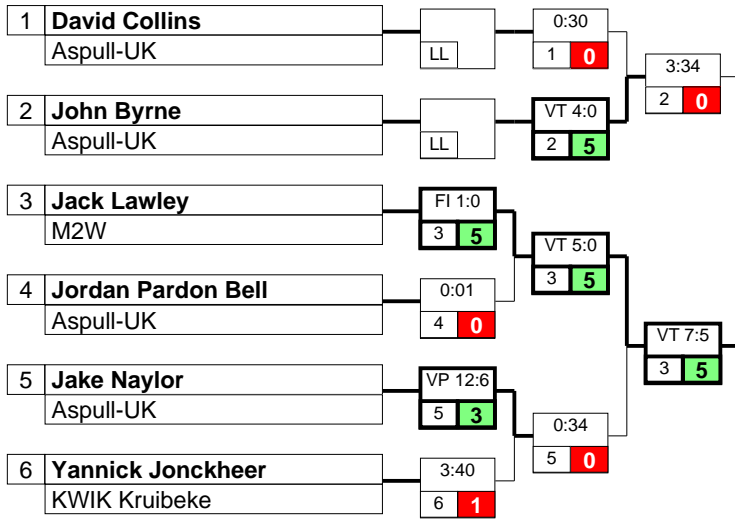 1 David Collins
Aspull-UK
LL
0:30
1 0
3:34
2 0
2 John Byrne
Aspull-UK
LL
VT 4:0
2 5
3 Jack Lawley
M2W
FI 1:0
3 5
VT 5:0
3 5
4 Jordan Pardon Bell
Aspull-UK
0:01
4 0
VT 7:5
3 5
5 Jake Naylor
Aspull-UK
VP 12:6
5 3
0:34
5 0
6 Yannick Jonckheer
KWIK Kruibeke
3:40
6 1